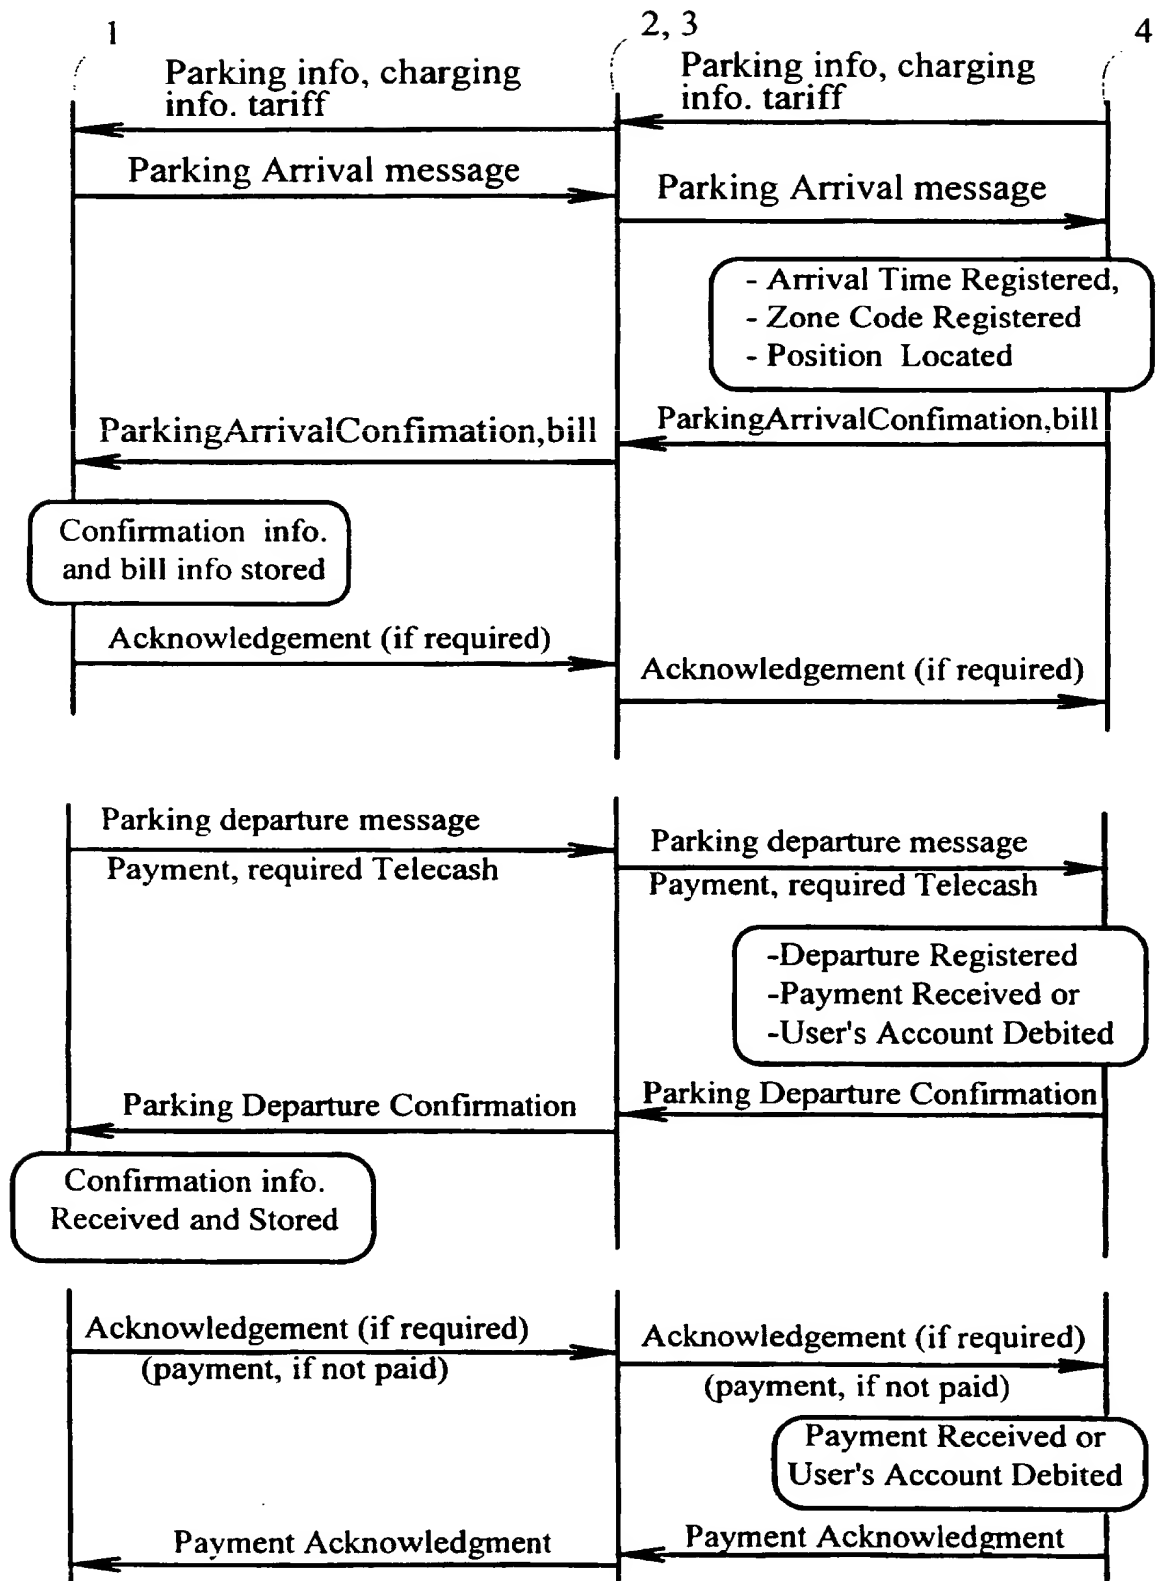 1
2, 3
4
Parking info, charging
info. tariff
Parking info, charging
info. tariff
Parking Arrival message
Parking Arrival message
- Arrival Time Registered,
- Zone Code Registered
- Position Located
ParkingArrivalConfimation,bill
ParkingArrivalConfimation,bill
Confirmation info.
and bill info stored
Acknowledgement (if required)
Acknowledgement (if required)
Parking departure message
Payment, required Telecash
Parking departure message
Payment, required Telecash
-Departure Registered
-Payment Received or
-User's Account Debited
Parking Departure Confirmation
Parking Departure Confirmation
Confirmation info.
Received and Stored
Acknowledgement (if required)
(payment, if not paid)
Acknowledgement (if required)
(payment, if not paid)
Payment Received or
User's Account Debited
Payment Acknowledgment
Payment Acknowledgment